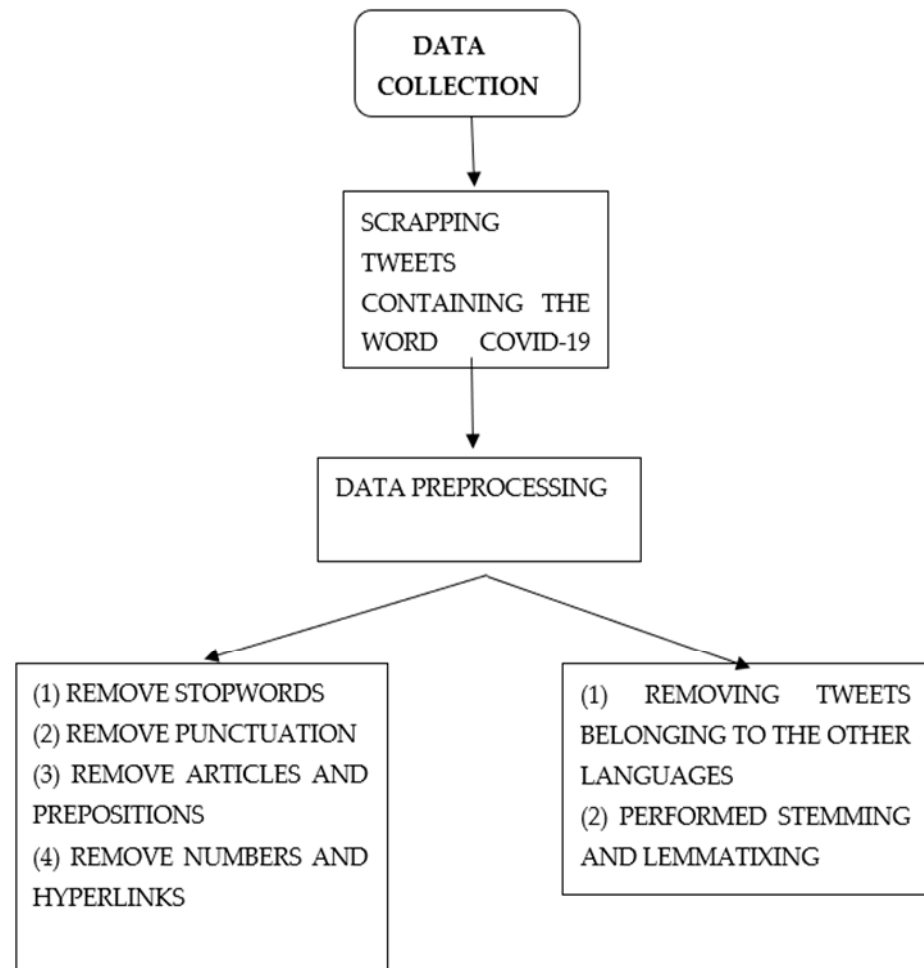 DATA
COLLECTION
SCRAPPING
TWEETS
CONTAINING THE
WORD COVID-19
DATA PREPROCESSING
(1) REMOVE STOPWORDS
(2) REMOVE PUNCTUATION
(3) REMOVE ARTICLES AND
PREPOSITIONS
(4) REMOVE NUMBERS AND
HYPERLINKS
(1) REMOVING TWEETS
BELONGING TO THE OTHER
LANGUAGES
(2) PERFORMED STEMMING
AND LEMMATIXING